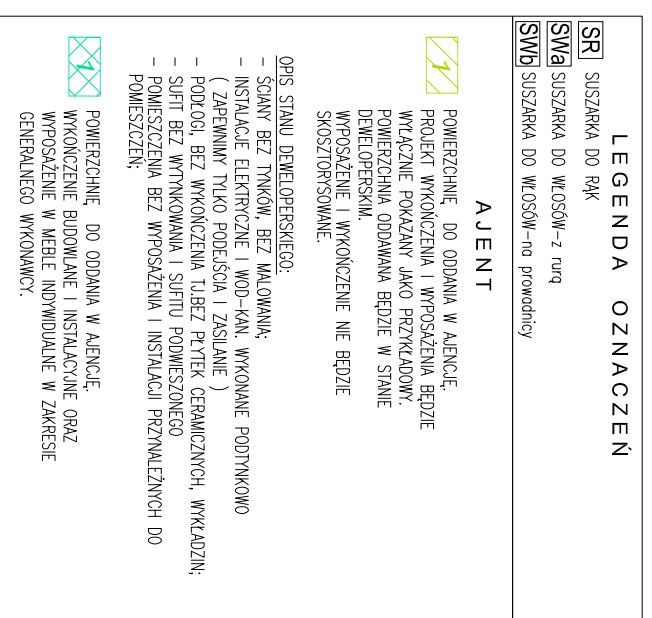 LEGENDA OZNACZEŃ
SR SUSZARKA DO RĄK
SWa SUSZARKA DO WŁOSÓW-z rurą
SWb SUSZARKA DO WŁOSÓW-na prowadnicy
AJENT
1 POWIERZCHNIĘ DO ODDANIA W AJENCJĘ.
PROJEKT WYKOŃCZENIA I WYPOSAŻENIA BĘDZIE
WYŁĄCZNIE POKAZANY JAKO PRZYKŁADOWY.
POWIERZCHNIA ODDAWANA BĘDZIE W STANIE
DEWELOPERSKIM.
WYPOSAŻENIE I WYKOŃCZENIE NIE BĘDZIE
SKOSZTORYSOWANE.
OPIS STANU DEWELOPERSKIEGO:
- ŚCIANY BEZ TYNKÓW, BEZ MALOWANIA;
- INSTALACJE ELEKTRYCZNE I WOD-KAN. WYKONANE PODTYNKOWO
( ZAPEWNIMY TYLKO PODEJŚCIA I ZASILANIE )
- PODŁOGI, BEZ WYKOŃCZENIA TJ.BEZ PŁYTEK CERAMICZNYCH, WYKŁADZIN;
- SUFIT BEZ WYTYNKOWANIA I SUFITU PODWIESZONEGO
- POMIESZCZENIA BEZ WYPOSAŻENIA I INSTALACJI PRZYNALEŻNYCH DO
POMIESZCZEŃ;
1 POWIERZCHNIĘ DO ODDANIA W AJENCJĘ.
WYKOŃCZENIE BUDOWLANE I INSTALACYJNE ORAZ
WYPOSAŻENIE W MEBLE INDYWIDUALNE W ZAKRESIE
GENERALNEGO WYKONAWCY.